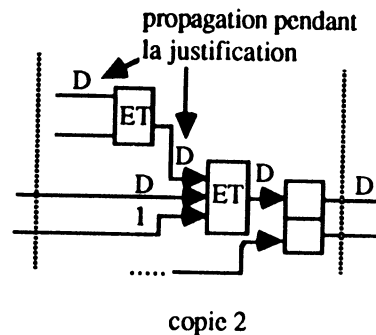 propagation pendant
la justification
D
ET
D
D
ET
D
D
1
.....
copie 2